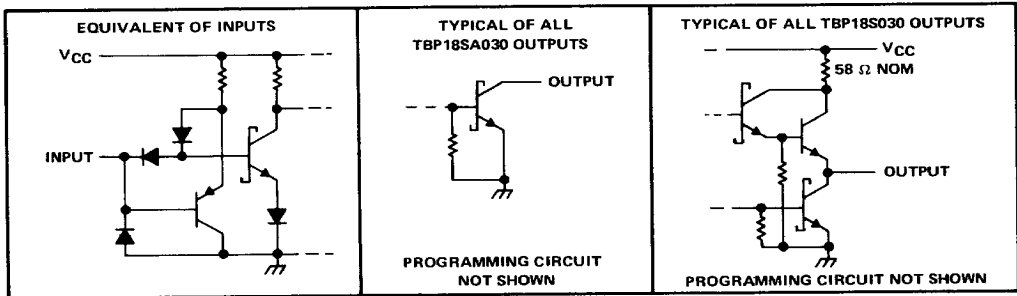 EQUIVALENT OF INPUTS
VCC
INPUT
TYPICAL OF ALL
TBP18SA030 OUTPUTS
OUTPUT
PROGRAMMING CIRCUIT
NOT SHOWN
TYPICAL OF ALL TBP18S030 OUTPUTS
VCC
58 Ω NOM
OUTPUT
PROGRAMMING CIRCUIT NOT SHOWN